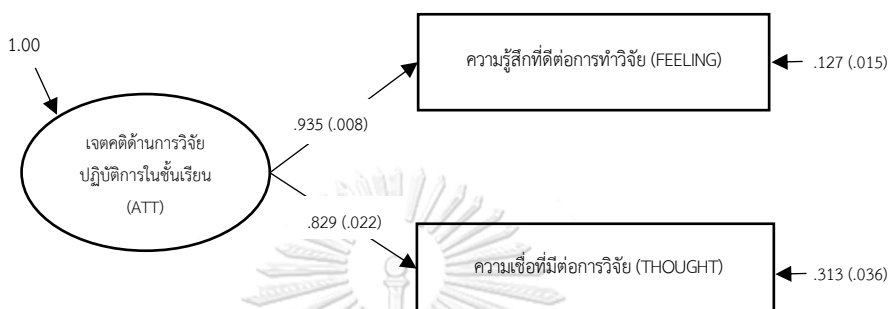 1.00
ความรู้สึกที่ดีต่อการทำวิจัย (FEELING)
.127 (.015)
.935 (.008)
เจตคติด้านการวิจัย
ปฏิบัติการในชั้นเรียน
(ATT)
.829 (.022)
ความเชื่อที่มีต่อการวิจัย (THOUGHT)
.313 (.036)